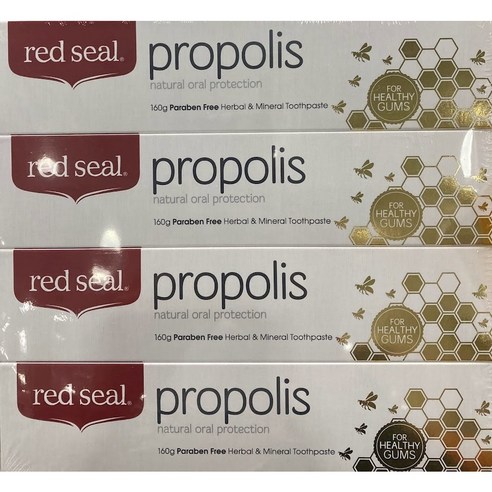 red seal®
propolis
natural oral protection
160g Paraben Free Herbal & Mineral Toothpaste
FOR
HEALTHY
GUMS
red seal®
propolis
natural oral protection
160g Paraben Free Herbal & Mineral Toothpaste
FOR
HEALTHY
GUMS
red seal®
propolis
natural oral protection
160g Paraben Free Herbal & Mineral Toothpaste
FOR
HEALTHY
GUMS
red seal®
propolis
natural oral protection
160g Paraben Free Herbal & Mineral Toothpaste
FOR
HEALTHY
GUMS